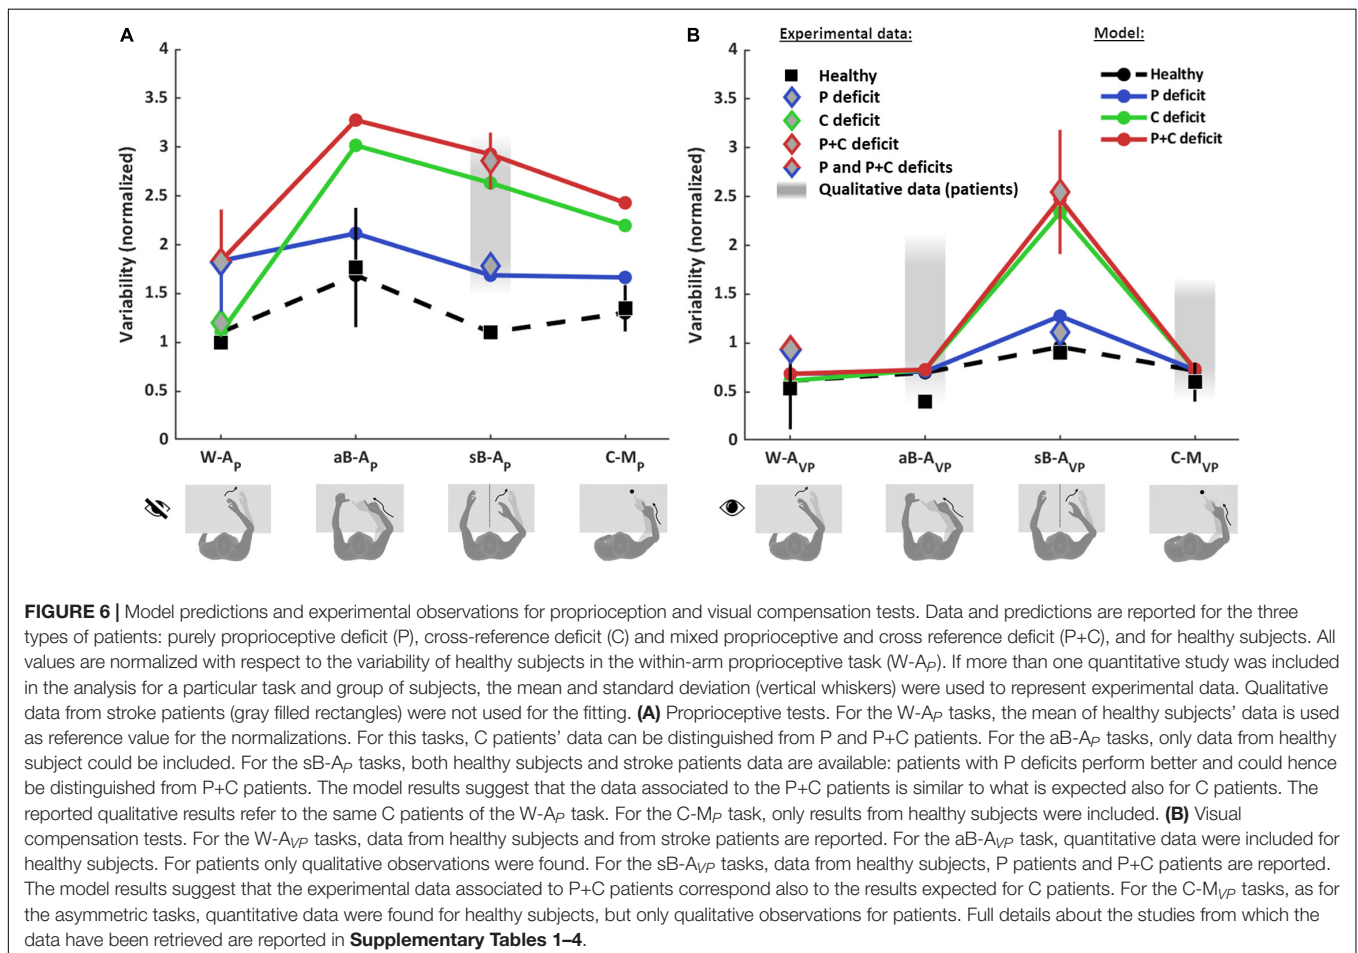 A
Variability (normalized)
4
3.5
3
2.5
2
1.5
1
0.5
0
W-AP
aB-AP
sB-AP
C-MP
B
Variability (normalized)
4
3.5
3
2.5
2
1.5
1
0.5
0
Experimental data:
Healthy
P deficit
C deficit
P+C deficit
P and P+C deficits
Qualitative data (patients)
Model:
Healthy
P deficit
C deficit
P+C deficit
W-AVP
aB-AVP
sB-AVP
C-MVP
FIGURE 6 | Model predictions and experimental observations for proprioception and visual compensation tests. Data and predictions are reported for the three
types of patients: purely proprioceptive deficit (P), cross-reference deficit (C) and mixed proprioceptive and cross reference deficit (P+C), and for healthy subjects. All
values are normalized with respect to the variability of healthy subjects in the within-arm proprioceptive task (W-AP). If more than one quantitative study was included
in the analysis for a particular task and group of subjects, the mean and standard deviation (vertical whiskers) were used to represent experimental data. Qualitative
data from stroke patients (gray filled rectangles) were not used for the fitting. (A) Proprioceptive tests. For the W-AP tasks, the mean of healthy subjects' data is used
as reference value for the normalizations. For this tasks, C patients' data can be distinguished from P and P+C patients. For the aB-AP tasks, only data from healthy
subject could be included. For the sB-AP tasks, both healthy subjects and stroke patients data are available: patients with P deficits perform better and could hence
be distinguished from P+C patients. The model results suggest that the data associated to the P+C patients is similar to what is expected also for C patients. The
reported qualitative results refer to the same C patients of the W-AP task. For the C-MP task, only results from healthy subjects were included. (B) Visual
compensation tests. For the W-AVP tasks, data from healthy subjects and from stroke patients are reported. For the aB-AVP task, quantitative data were included for
healthy subjects. For patients only qualitative observations were found. For the sB-AVP tasks, data from healthy subjects, P patients and P+C patients are reported.
The model results suggest that the experimental data associated to P+C patients correspond also to the results expected for C patients. For the C-MVP tasks, as for
the asymmetric tasks, quantitative data were found for healthy subjects, but only qualitative observations for patients. Full details about the studies from which the
data have been retrieved are reported in Supplementary Tables 1–4.